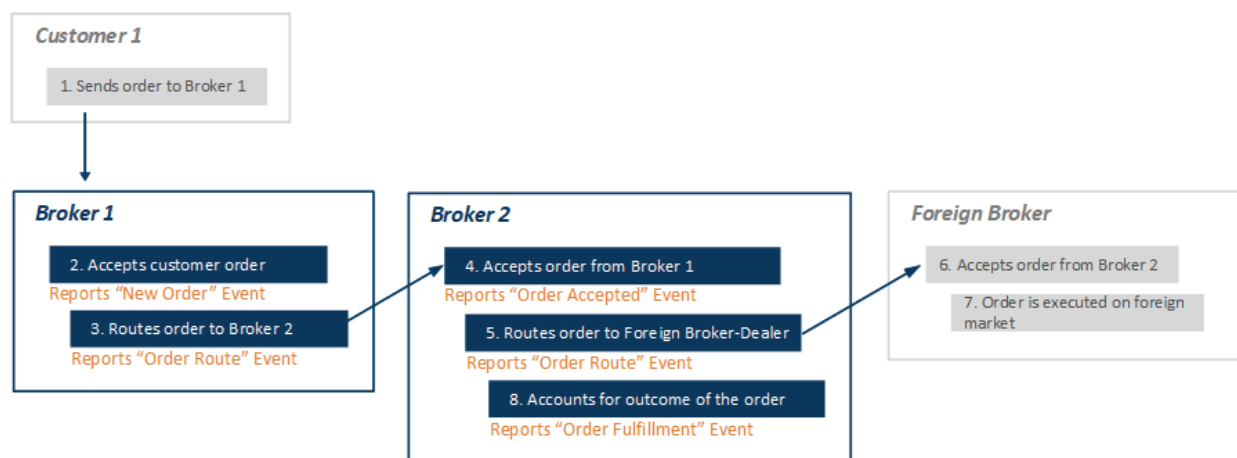 Customer 1
1. Sends order to Broker 1
Broker 1
2. Accepts customer order
Reports “New Order” Event
3. Routes order to Broker 2
Reports “Order Route” Event
Broker 2
4. Accepts order from Broker 1
Reports “Order Accepted” Event
5. Routes order to Foreign Broker-Dealer
Reports “Order Route” Event
8. Accounts for outcome of the order
Reports “Order Fulfillment” Event
Foreign Broker
6. Accepts order from Broker 2
7. Order is executed on foreign
market